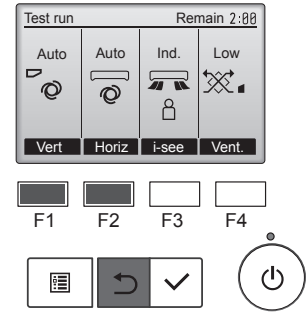 Test run Remain 2:00
Auto Auto Ind. Low
Vert Horiz i-see Vent.
F1 F2 F3 F4